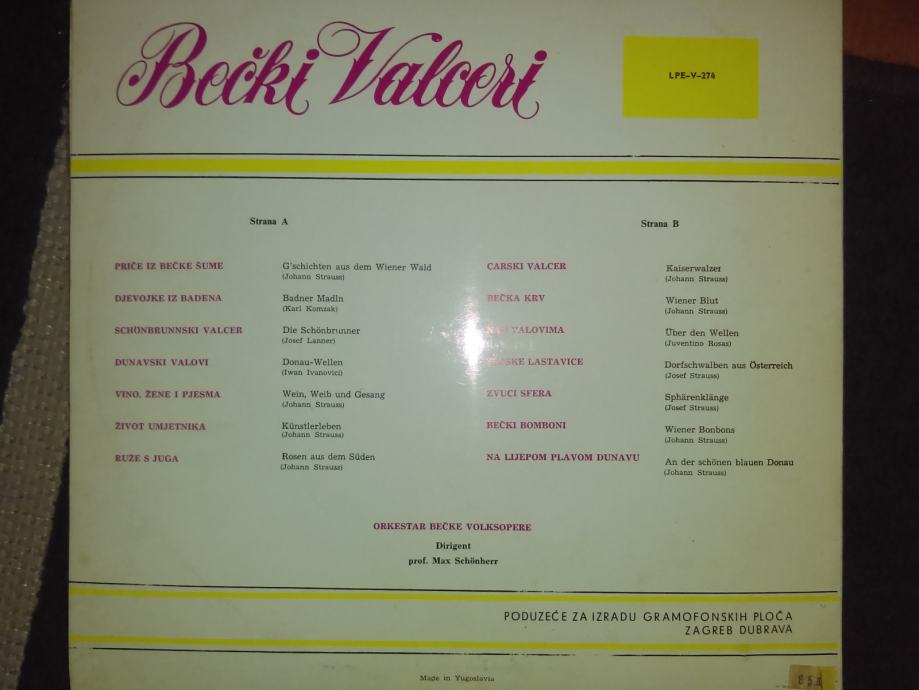 Bečki Valceri
LPE-V-274
Strana A
PRIČE IZ BEČKE ŠUME
G'schichten aus dem Wiener Wald
(Johann Strauss)
DJEVOJKE IZ BADENA
Badner Madln
(Karl Komzak)
SCHÖNBRUNNSKI VALCER
Die Schönbrunner
(Josef Lanner)
DUNAVSKI VALOVI
Donau-Wellen
(Iwan Ivanovici)
VINO, ŽENE I PJESMA
Wein, Weib und Gesang
(Johann Strauss)
ŽIVOT UMJETNIKA
Künstlerleben
(Johann Strauss)
RUŽE S JUGA
Rosen aus dem Süden
(Johann Strauss)
Strana B
CARSKI VALCER
Kaiserwalzer
(Johann Strauss)
BEČKA KRV
Wiener Blut
(Johann Strauss)
VALOVIMA
Über den Wellen
(Juventino Rosas)
LASTAVICE
Dorfschwalben aus Österreich
(Josef Strauss)
ZVUCI SFERA
Sphärenklänge
(Josef Strauss)
BEČKI BOMBONI
Wiener Bonbons
(Johann Strauss)
NA LIJEPOM PLAVOM DUNAVU
An der schönen blauen Donau
(Johann Strauss)
ORKESTAR BEČKE VOLKSOPERE
Dirigent
prof. Max Schönherr
PODUZEĆE ZA IZRADU GRAMOFONSKIH PLOČA
ZAGREB DUBRAVA
Made in Yugoslavia